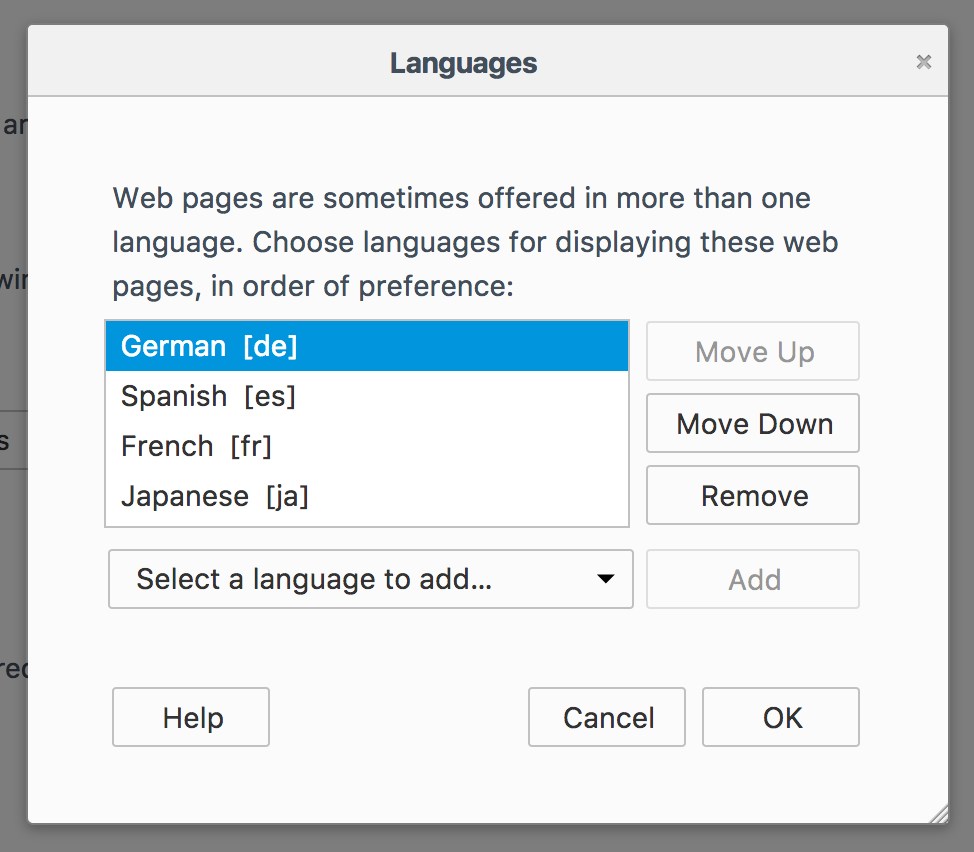 Languages
Web pages are sometimes offered in more than one
language. Choose languages for displaying these web
pages, in order of preference:
German [de]
Spanish [es]
French [fr]
Japanese [ja]
Move Up
Move Down
Remove
Select a language to add...
Add
Help
Cancel
OK